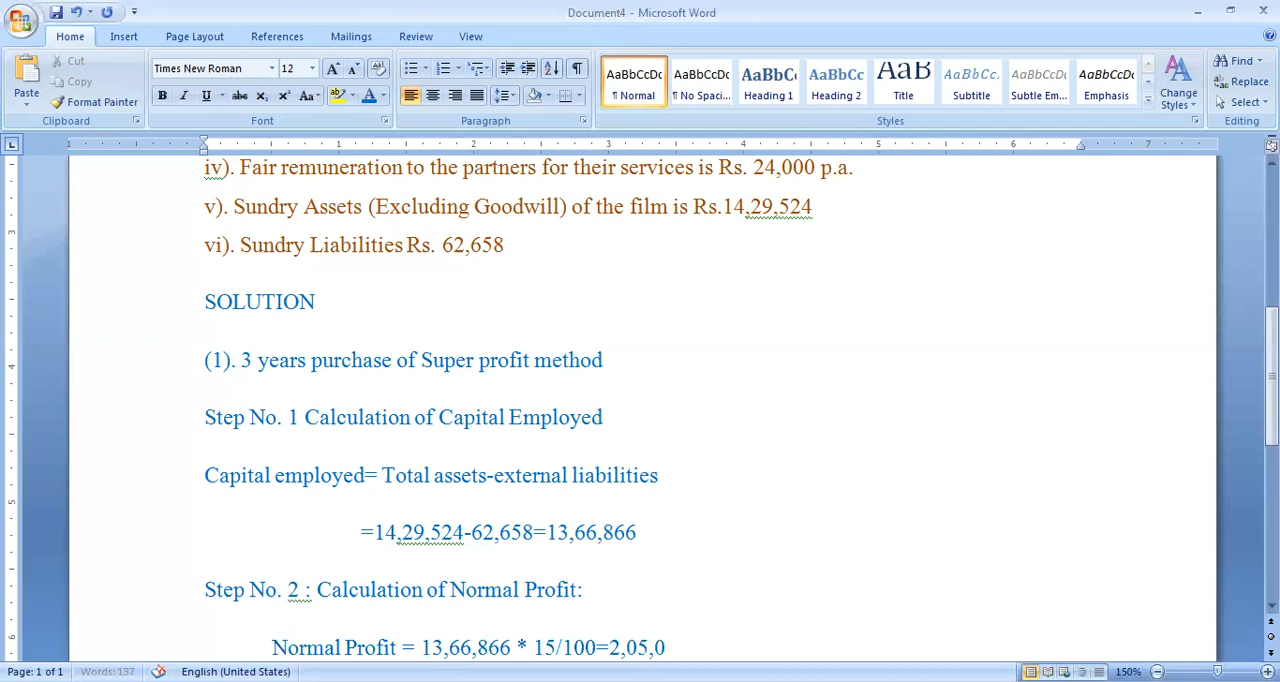 Document4 - Microsoft Word
Home Insert Page Layout References Mailings Review View
Paste
Cut
Copy
Format Painter
Clipboard
Times New Roman 12
Font
Paragraph
AaBbCcDc AaBbCcDc AaBbC AaBbCc AaB AaBbCc. AaBbCcDc AaBbCcDc
¶ Normal ¶ No Spaci... Heading 1 Heading 2 Title Subtitle Subtle Em... Emphasis
Styles
Change Styles
Find
Replace
Select
Editing
iv). Fair remuneration to the partners for their services is Rs. 24,000 p.a.
v). Sundry Assets (Excluding Goodwill) of the film is Rs.14,29,524
vi). Sundry Liabilities Rs. 62,658
SOLUTION
(1). 3 years purchase of Super profit method
Step No. 1 Calculation of Capital Employed
Capital employed= Total assets-external liabilities
=14,29,524-62,658=13,66,866
Step No. 2 : Calculation of Normal Profit:
Normal Profit = 13,66,866 * 15/100=2,05,0
Page: 1 of 1 Words: 137 English (United States) 150%